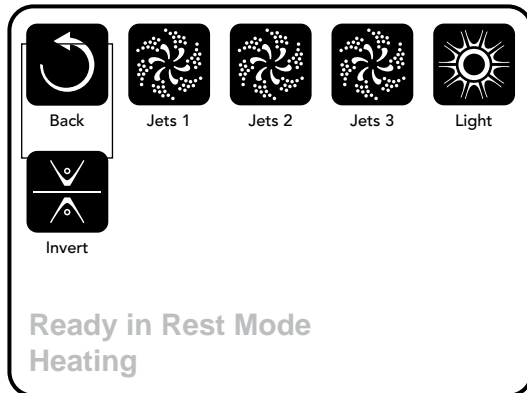 Back
Jets 1
Jets 2
Jets 3
Light
Invert
Ready in Rest Mode
Heating